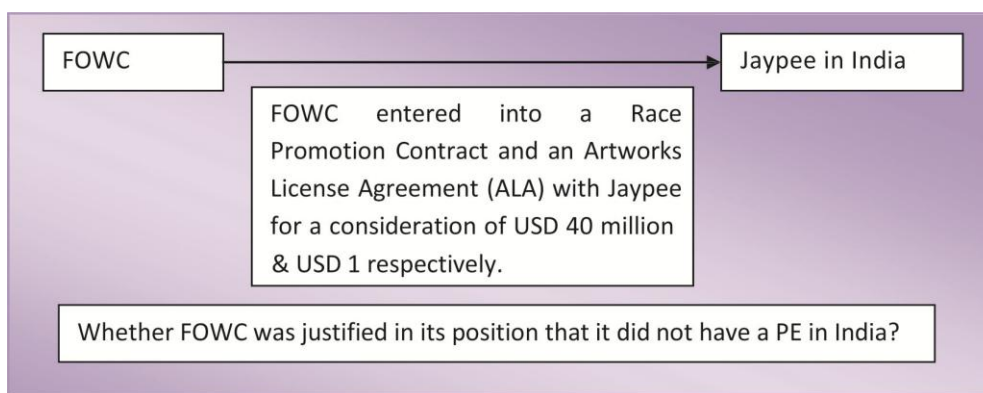 FOWC
Jaypee in India
FOWC entered into a Race
Promotion Contract and an Artworks
License Agreement (ALA) with Jaypee
for a consideration of USD 40 million
& USD 1 respectively.
Whether FOWC was justified in its position that it did not have a PE in India?